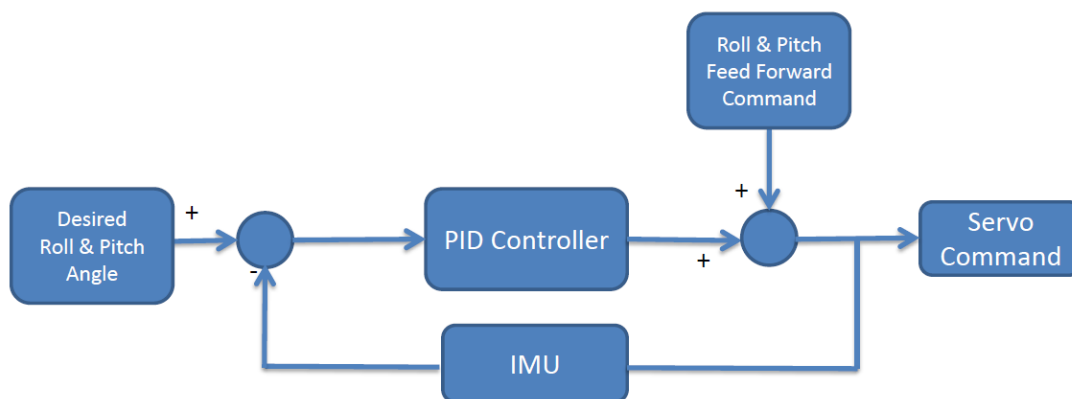 Roll & Pitch
Feed Forward
Command
+
Desired
Roll & Pitch
Angle
+
-
PID Controller
+
Servo
Command
IMU